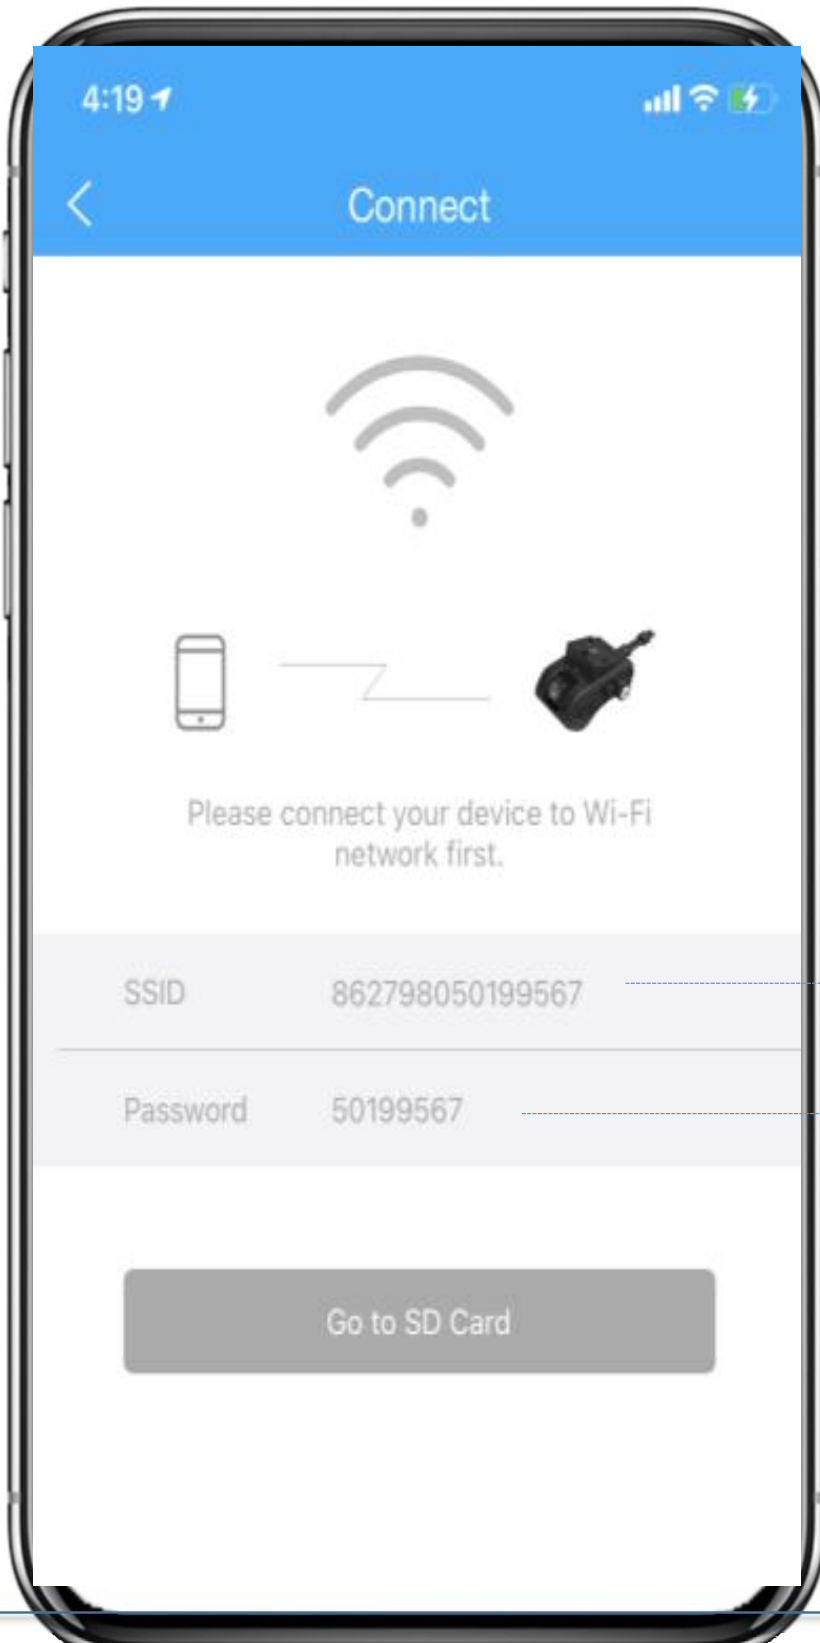 4:19
Connect
Please connect your device to Wi-Fi
network first.
SSID 862798050199567
Password 50199567
Go to SD Card